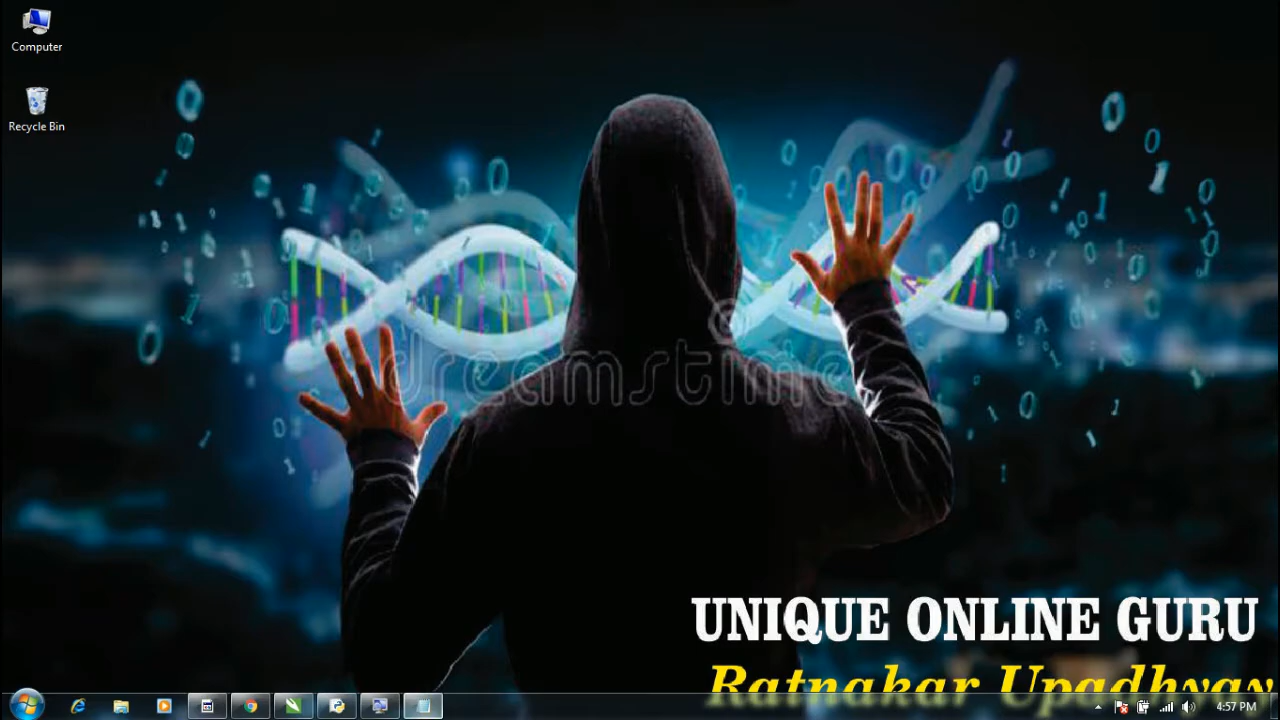 Computer
Recycle Bin
dreamstime
UNIQUE ONLINE GURU
Ratnakar Upadhyay
4:57 PM